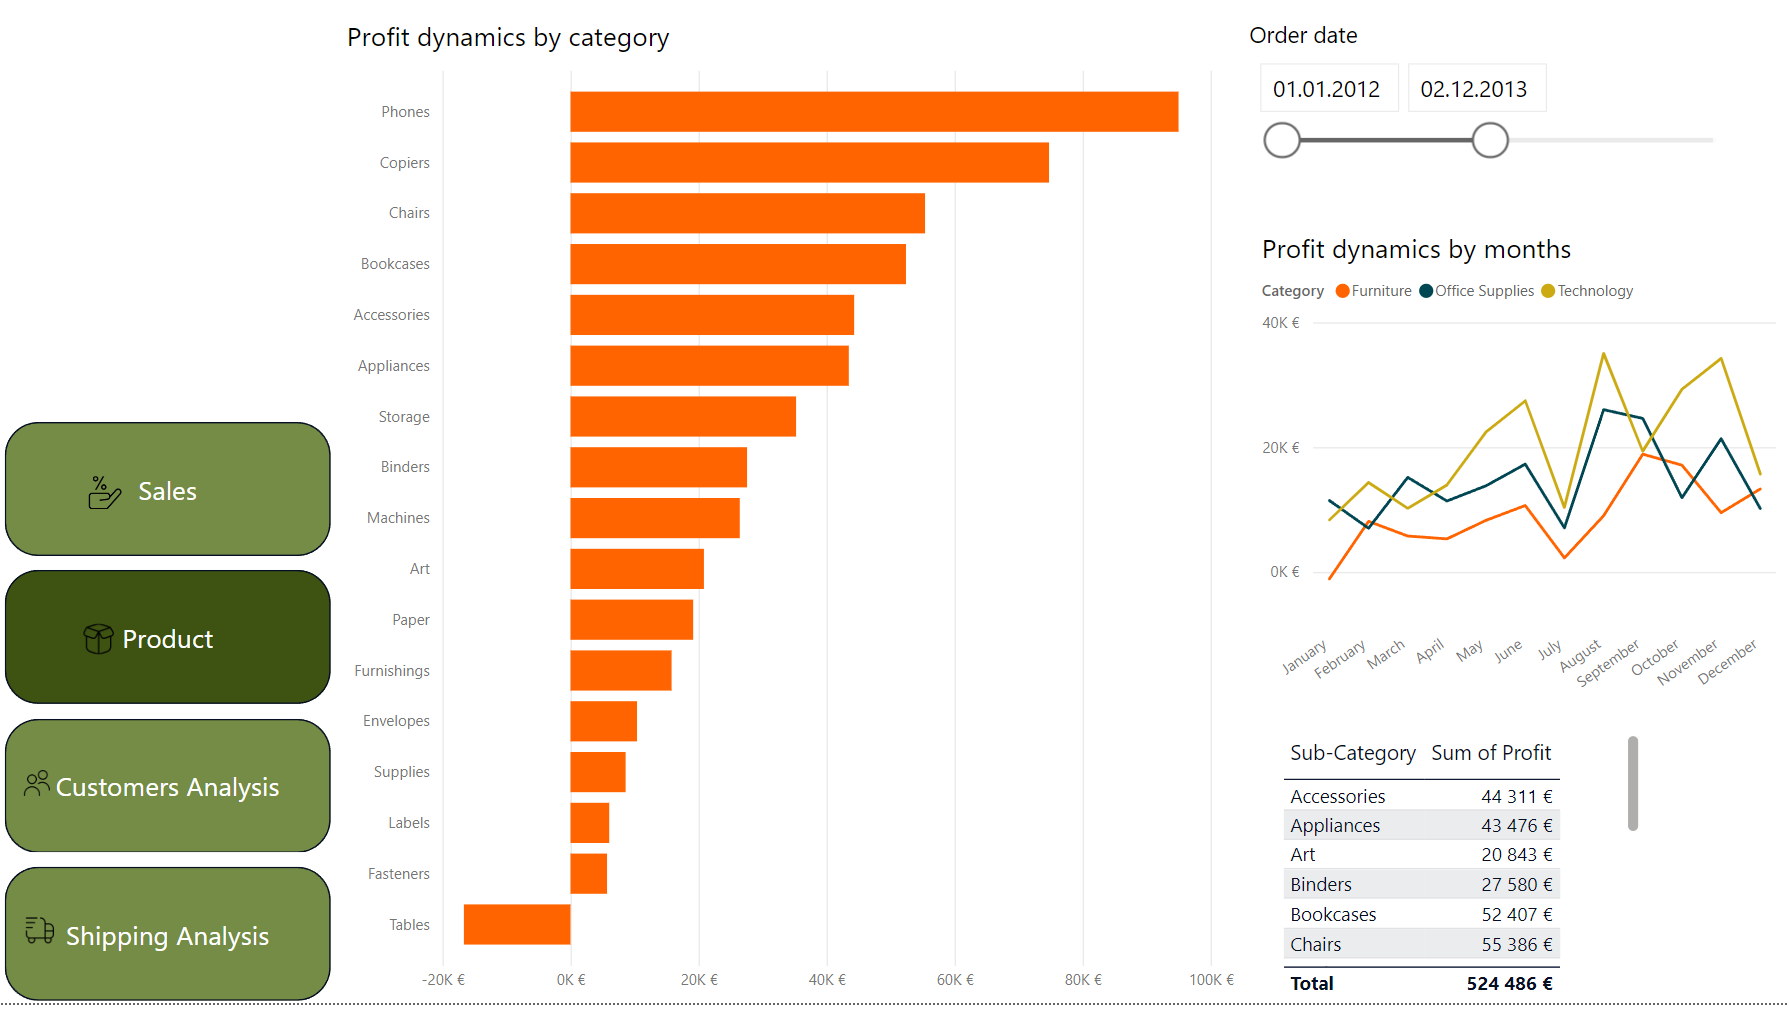 Sales
Product
Customers Analysis
Shipping Analysis
Profit dynamics by category
Phones
Copiers
Chairs
Bookcases
Accessories
Appliances
Storage
Binders
Machines
Art
Paper
Furnishings
Envelopes
Supplies
Labels
Fasteners
Tables
-20K € 0K € 20K € 40K € 60K € 80K € 100K €
Order date
01.01.2012 02.12.2013
Profit dynamics by months
Category Furniture Office Supplies Technology
40K €
20K €
0K €
January February March April May June July August September October November December
Sub-Category Sum of Profit
Accessories 44 311 €
Appliances 43 476 €
Art 20 843 €
Binders 27 580 €
Bookcases 52 407 €
Chairs 55 386 €
Total 524 486 €